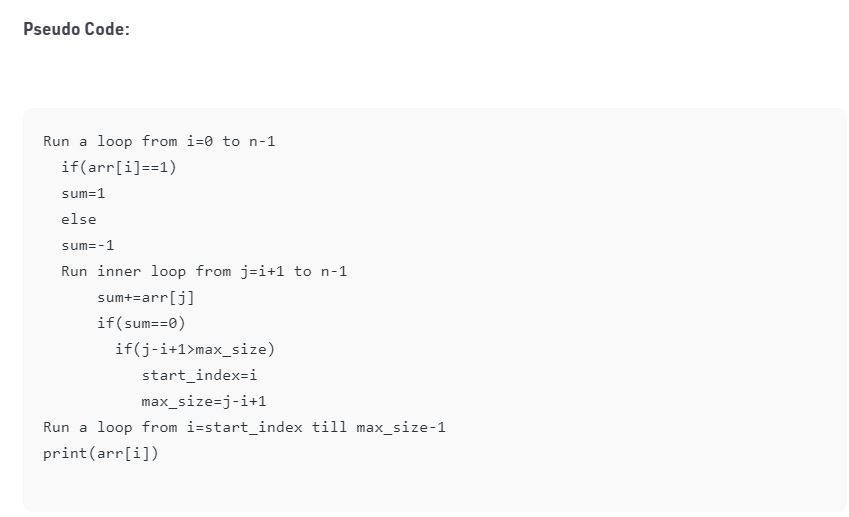 Pseudo Code:
Run a loop from i=0 to n-1
if(arr[i]==1)
sum=1
else
sum=-1
Run inner loop from j=i+1 to n-1
sum+=arr[j]
if(sum==0)
if(j-i+1>max_size)
start_index=i
max_size=j-i+1
Run a loop from i=start_index till max_size-1
print(arr[i])